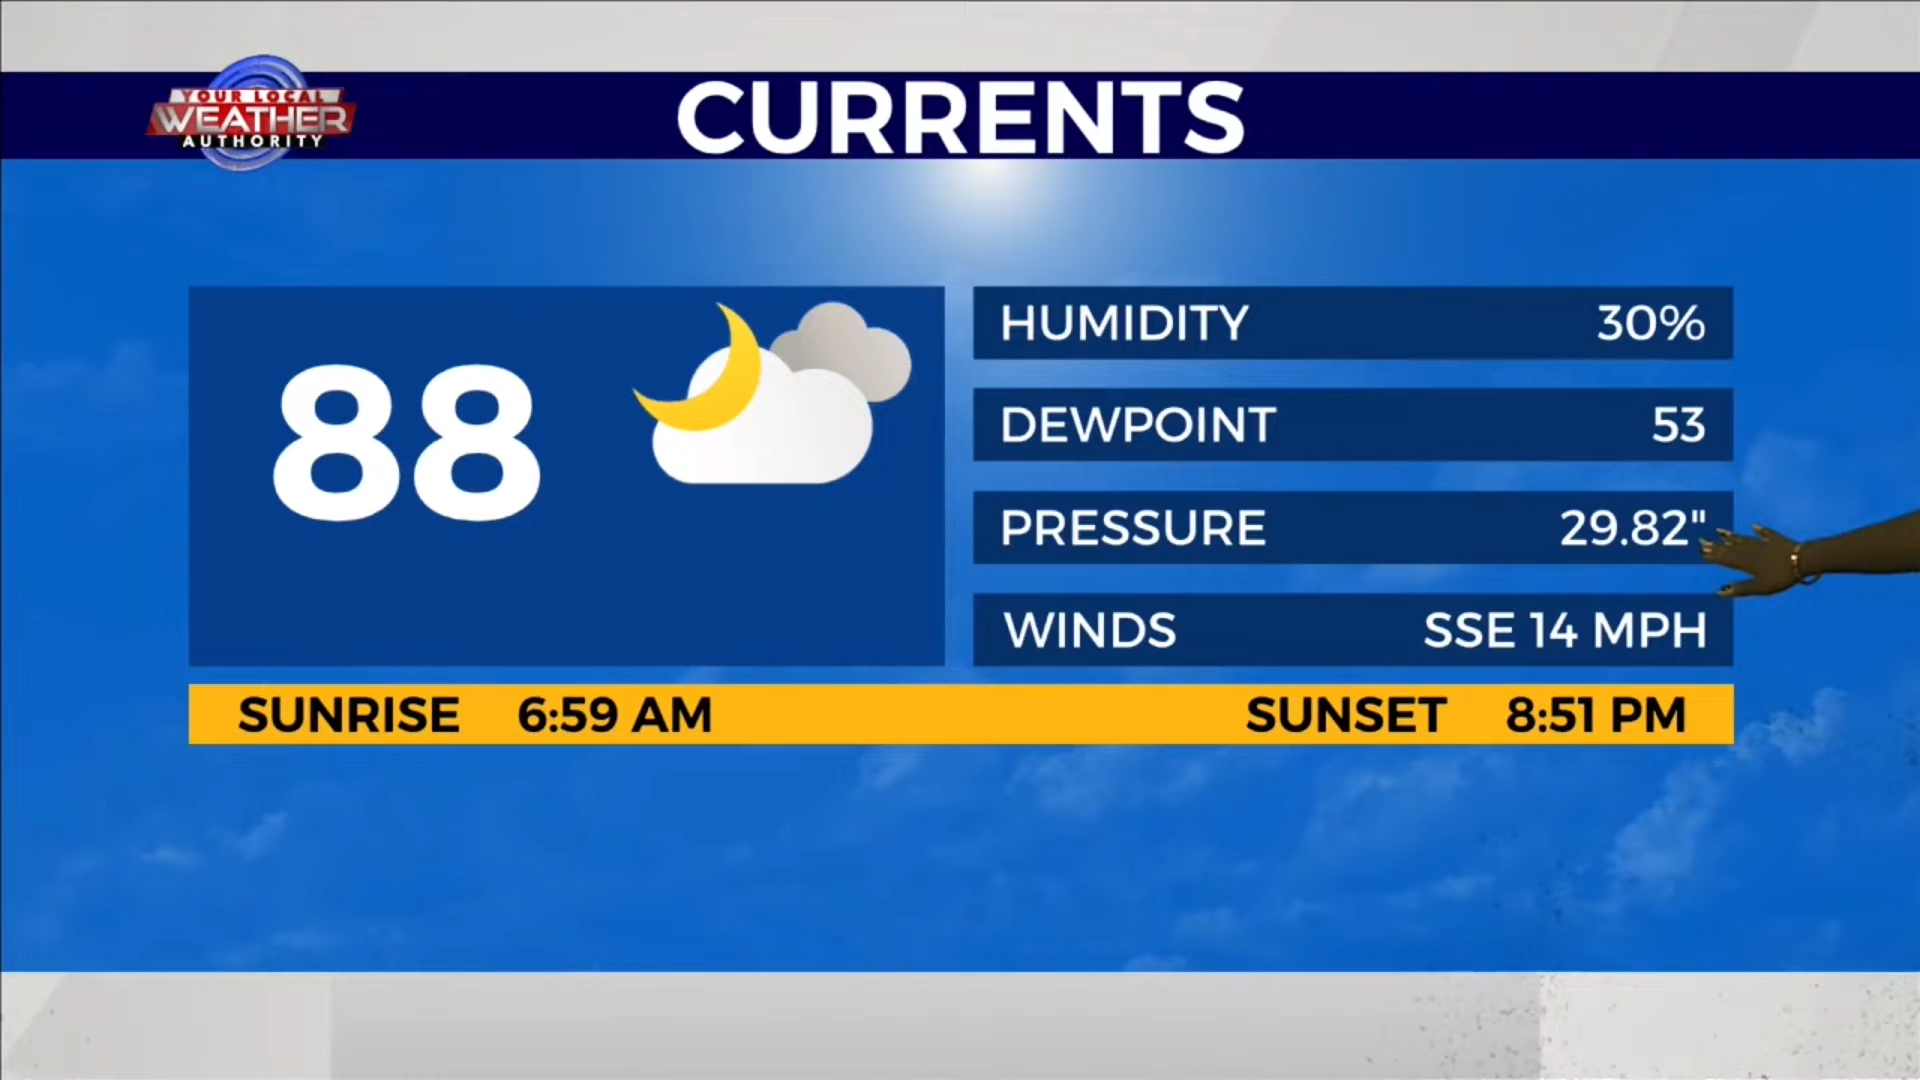 YOUR LOCAL
WEATHER
AUTHORITY
CURRENTS
88
HUMIDITY 30%
DEWPOINT 53
PRESSURE 29.82"
WINDS SSE 14 MPH
SUNRISE 6:59 AM SUNSET 8:51 PM